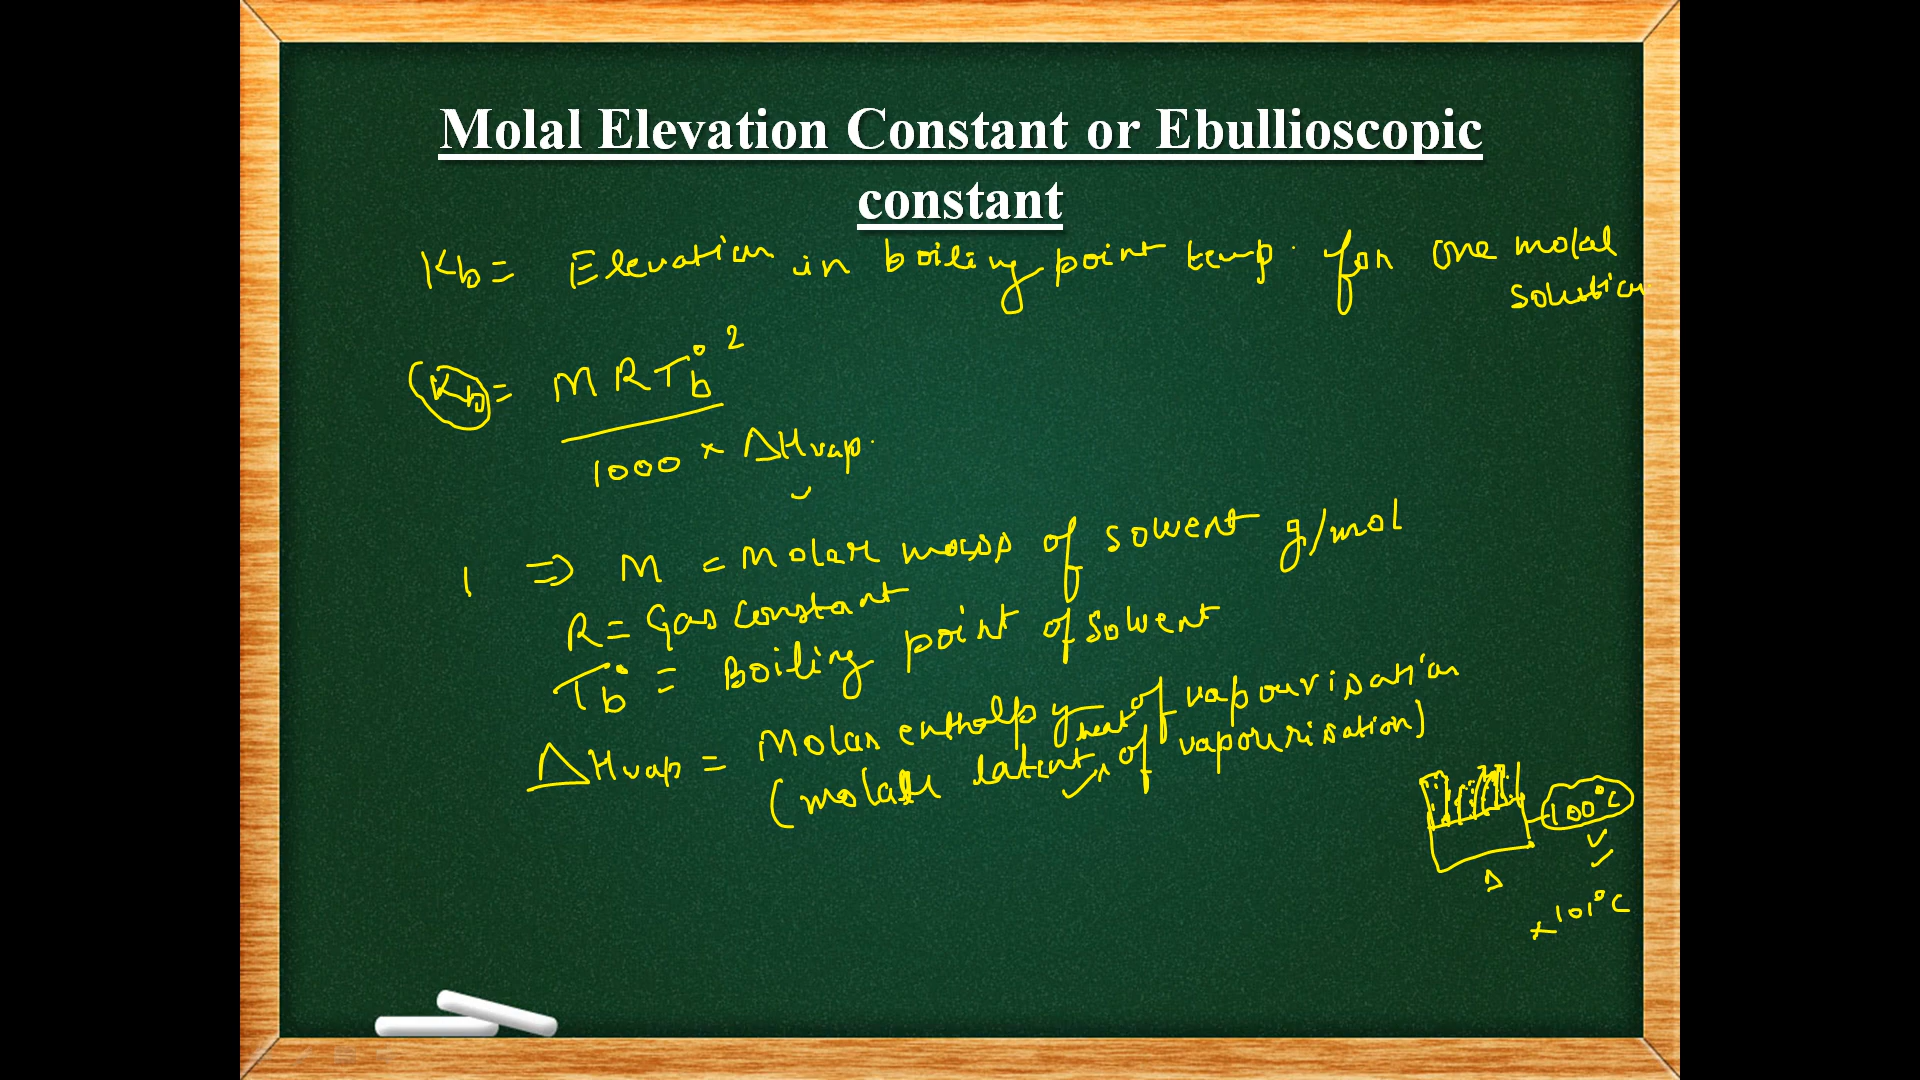 Molal Elevation Constant or Ebullioscopic
constant
Kb = Elevation in boiling point temp. for one molal
solution
Kb = M R Tb°²
1000 × ΔHvap.
1 ⇒ M = Molar mass of solvent g/mol
R = Gas constant
Tb° = Boiling point of solvent
ΔHvap = Molar enthalpy of vapourisation
(molar latent heat of vapourisation)
100°C
Δ
101°C